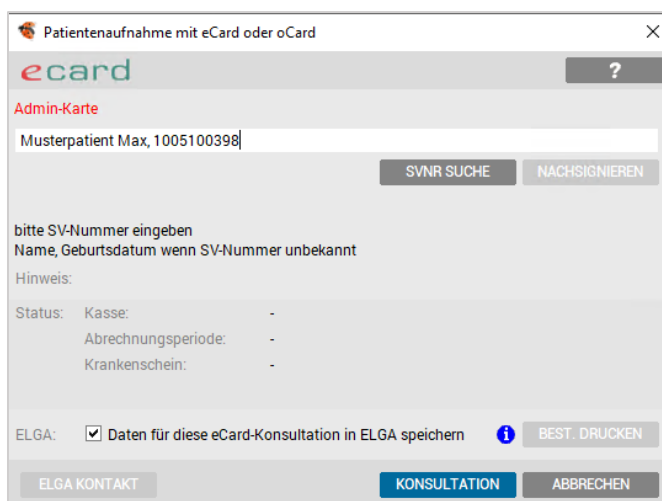 Patientenaufnahme mit eCard oder oCard
ecard
?
Admin-Karte
Musterpatient Max, 1005100398
SVNR SUCHE NACHSIGNIEREN
bitte SV-Nummer eingeben
Name, Geburtsdatum wenn SV-Nummer unbekannt
Hinweis:
Status: Kasse: -
Abrechnungsperiode: -
Krankenschein: -
ELGA: Daten für diese eCard-Konsultation in ELGA speichern i BEST. DRUCKEN
ELGA KONTAKT KONSULTATION ABBRECHEN